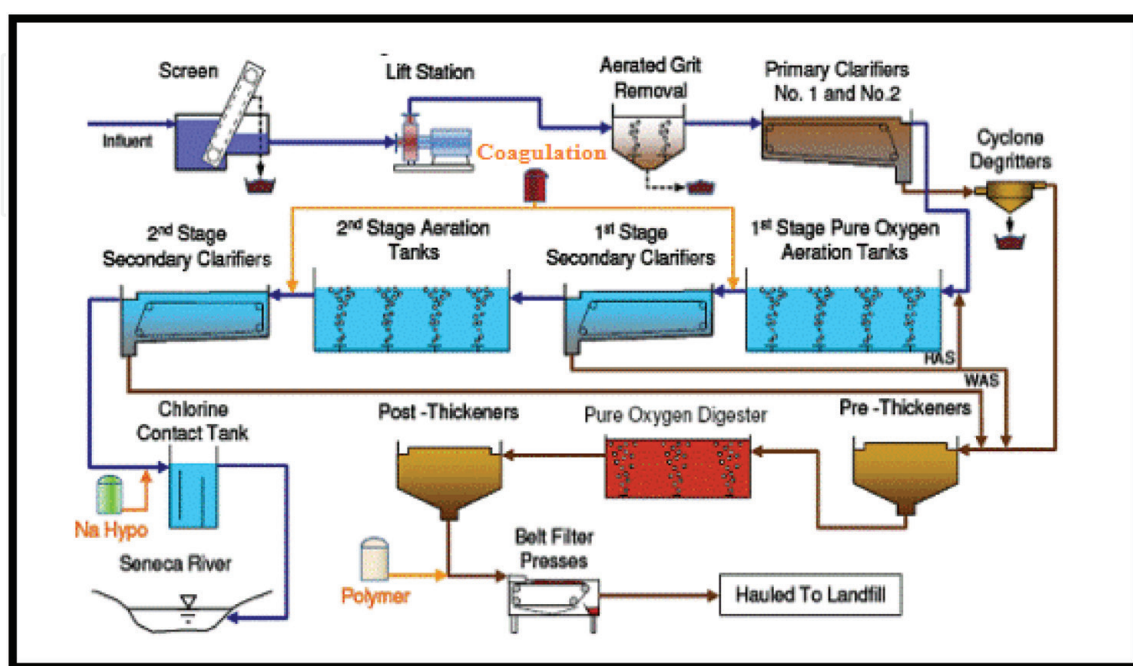 Screen
Lift Station
Aerated Grit
Removal
Primary Clarifiers
No. 1 and No.2
Influent
Coagulation
Cyclone
Degritters
2nd Stage
Secondary Clarifiers
2nd Stage Aeration
Tanks
1st Stage
Secondary Clarifiers
1st Stage Pure Oxygen
Aeration Tanks
RAS
WAS
Chlorine
Contact Tank
Post -Thickeners
Pure Oxygen Digester
Pre -Thickeners
Na Hypo
Seneca River
Polymer
Belt Filter
Presses
Hauled To Landfill